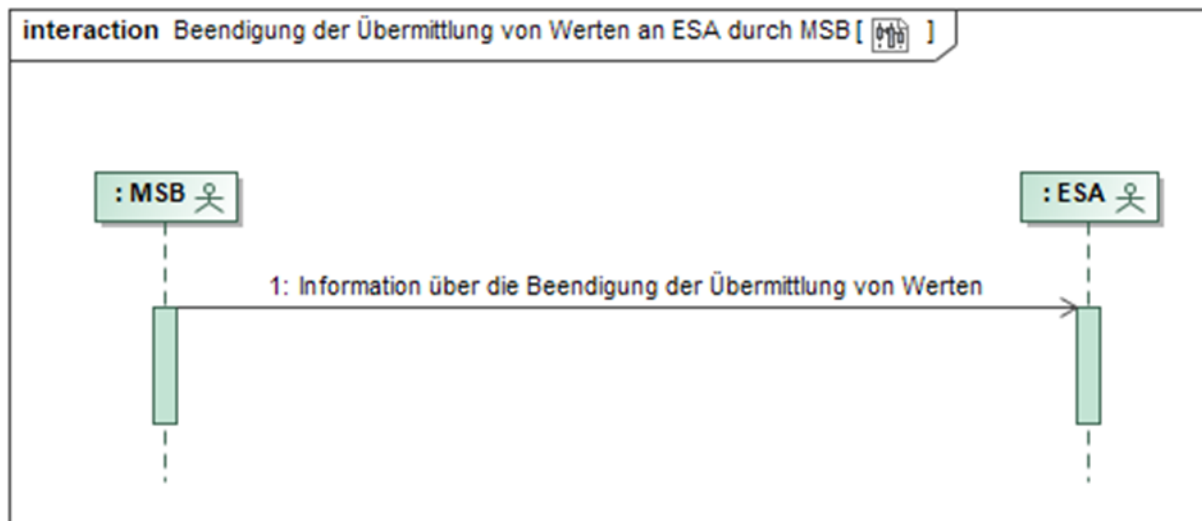 interaction Beendigung der Übermittlung von Werten an ESA durch MSB [ ]
: MSB
: ESA
1: Information über die Beendigung der Übermittlung von Werten